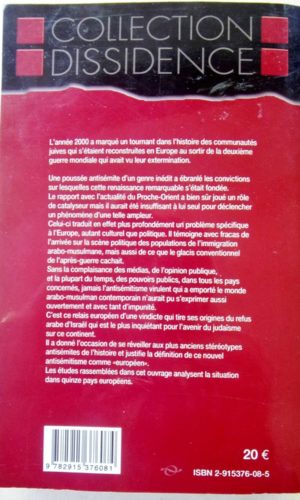 COLLECTION
DISSIDENCE
L'année 2000 a marqué un tournant dans l'histoire des communautés
juives qui s'étaient reconstruites en Europe au sortir de la deuxième
guerre mondiale qui avait vu leur extermination.
Une poussée antisémite d'un genre inédit a ébranlé les convictions
sur lesquelles cette renaissance remarquable s'était fondée.
Le rapport avec l'actualité du Proche-Orient a bien sûr joué un rôle
de catalyseur mais il aurait été insuffisant à lui seul pour déclencher
un phénomène d'une telle ampleur.
Celui-ci traduit en effet plus profondément un problème spécifique
à l'Europe, autant culturel que politique. Il témoigne avec fracas de
l'arrivée sur la scène politique des populations de l'immigration
arabo-musulmane, mais aussi de ce que le glacis conventionnel
de l'après-guerre cachait.
Sans la complaisance des médias, de l'opinion publique,
et la plupart du temps, des pouvoirs publics, dans tous les pays
concernés, jamais l'antisémitisme virulent qui a emporté le monde
arabo-musulman contemporain n'aurait pu s'exprimer aussi
ouvertement et avec tant d'impunité.
C'est ce relais européen d'une vindicte qui tire ses origines du refus
arabe d'Israël qui est le plus inquiétant pour l'avenir du judaïsme
sur ce continent.
Il a donné l'occasion de se réveiller aux plus anciens stéréotypes
antisémites de l'histoire et justifie la définition de ce nouvel
antisémitisme comme «européen».
Les études rassemblées dans cet ouvrage analysent la situation
dans quinze pays européens.
9 782915 376081
20 €
ISBN 2-915376-08-5